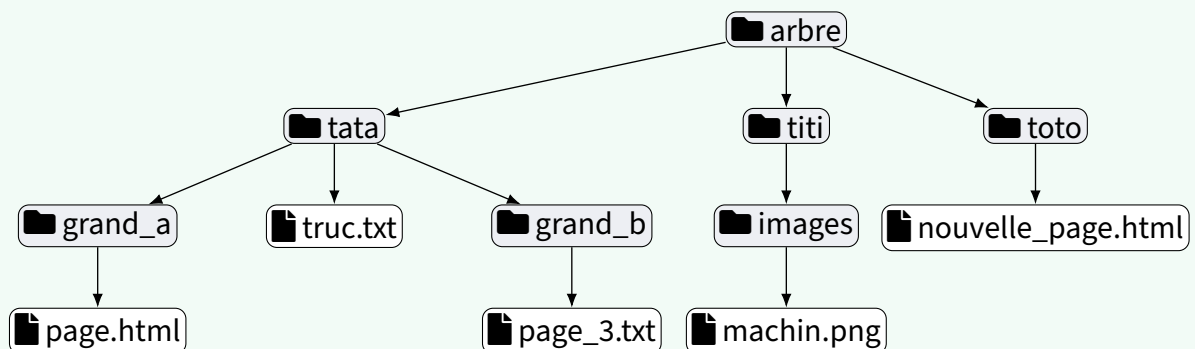 arbre
tata
titi
toto
grand_a
truc.txt
grand_b
images
nouvelle_page.html
page.html
page_3.txt
machin.png